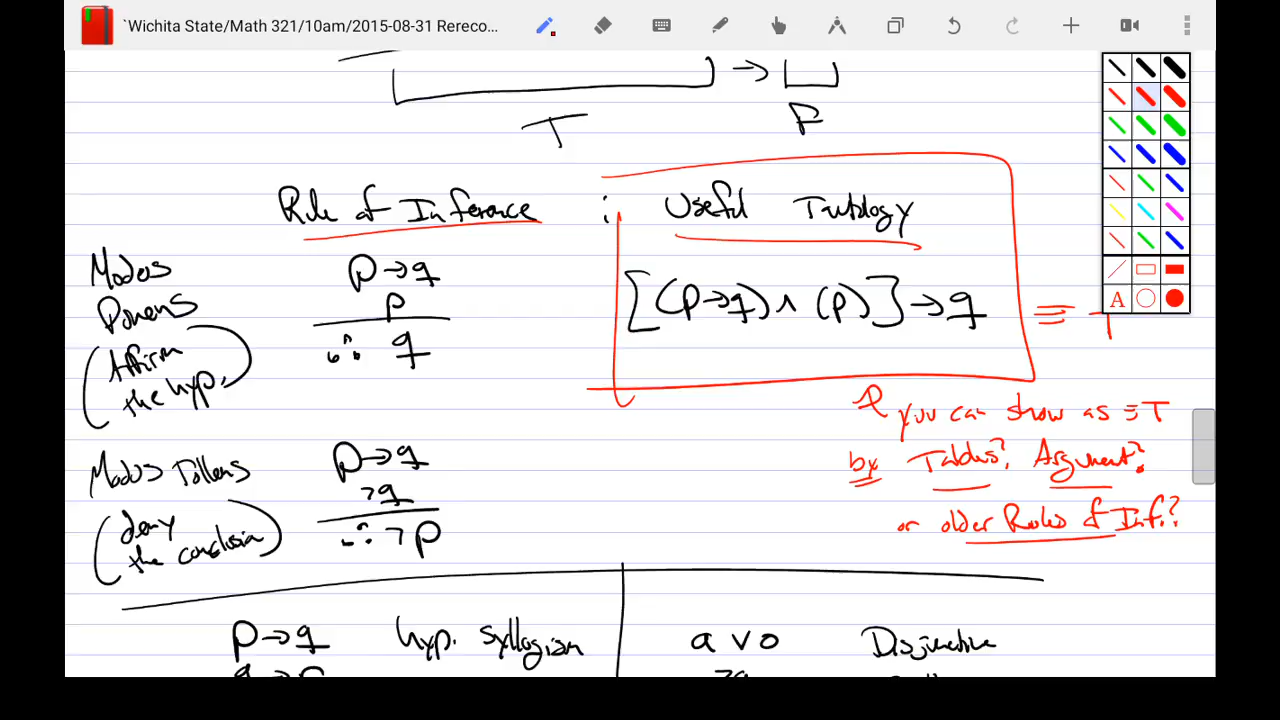 `Wichita State/Math 321/10am/2015-08-31 Rereco...
T
F
Rule of Inference : Useful Tautology
Modus Ponens
(Affirm the hyp.)
p→q
p
∴ q
[(p→q)∧(p)]→q ≡ T
If you can show as ≡T
by Tables? Argument?
or older Rules of Inf.?
Modus Tollens
(deny the conclusion)
p→q
¬q
∴ ¬p
p→q hyp. syllogism
q→r
Disjunctive
A